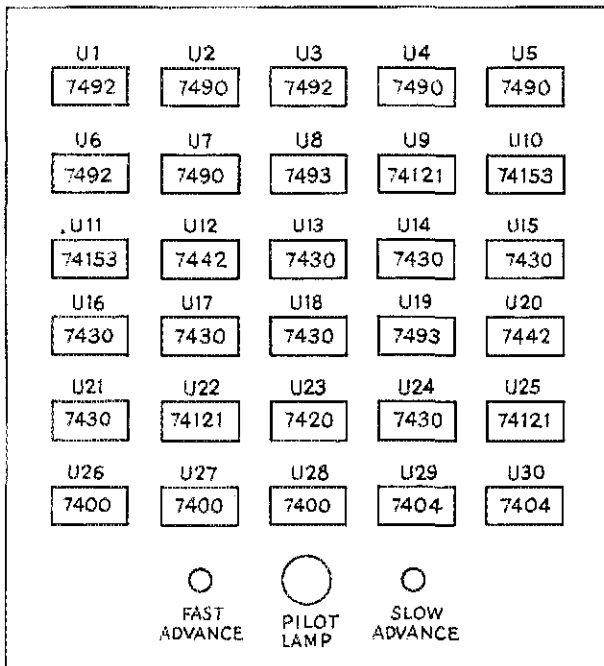 U1 U2 U3 U4 U5
7492 7490 7492 7490 7490
U6 U7 U8 U9 U10
7492 7490 7493 74121 74153
U11 U12 U13 U14 U15
74153 7442 7430 7430 7430
U16 U17 U18 U19 U20
7430 7430 7430 7493 7442
U21 U22 U23 U24 U25
7430 74121 7420 7430 74121
U26 U27 U28 U29 U30
7400 7400 7400 7404 7404
FAST ADVANCE
PILOT LAMP
SLOW ADVANCE